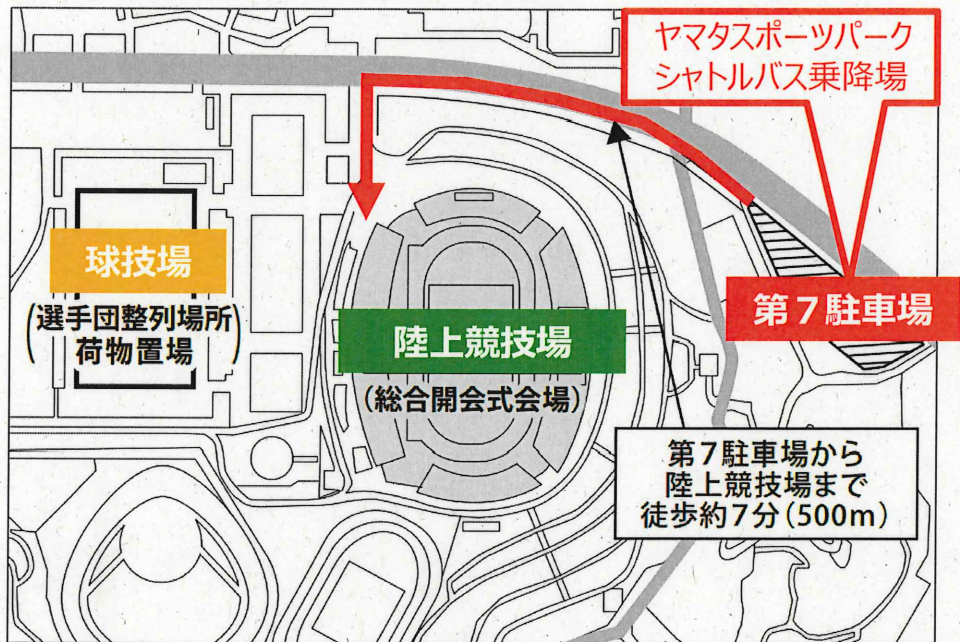 ヤマタスポーツパーク
シャトルバス乗降場
球技場
(選手団整列場所)
荷物置場
陸上競技場
(総合開会式会場)
第7駐車場
第7駐車場から
陸上競技場まで
徒歩約7分(500m)